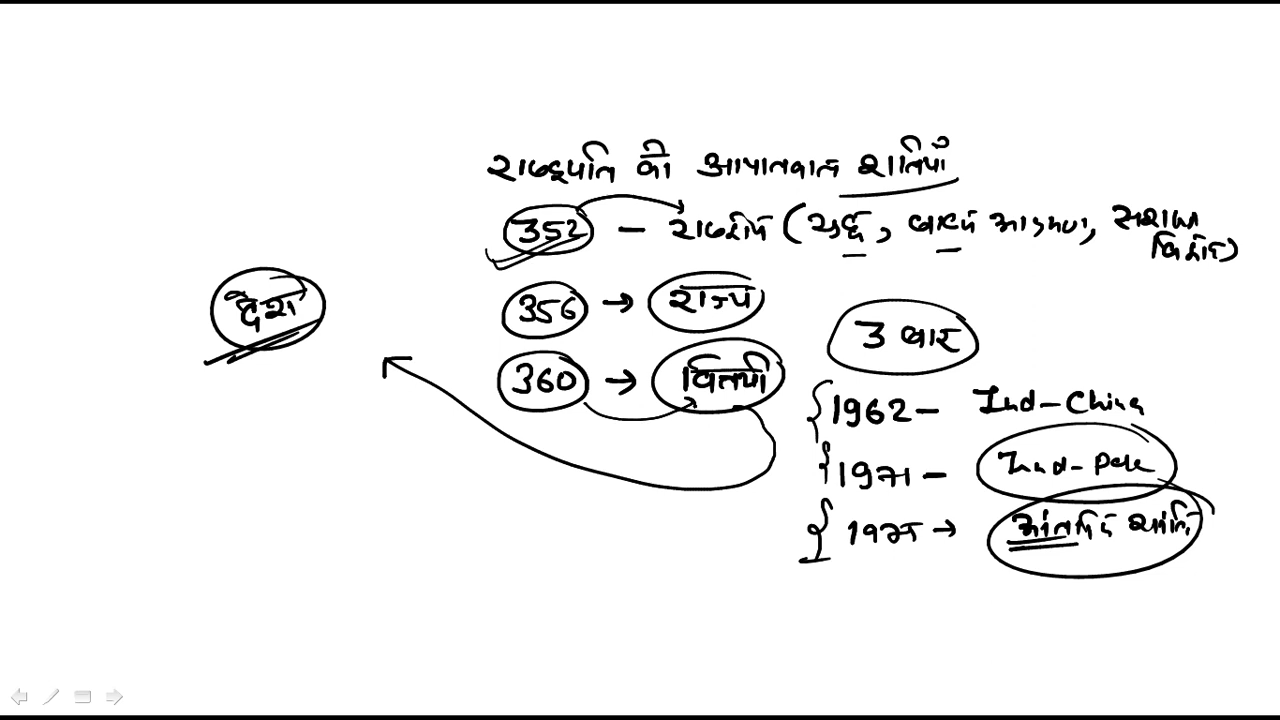 राष्ट्रपति की आपातकाल शक्तियाँ
352 – राष्ट्रीय (युद्ध, बाह्य आक्रमण, सशस्त्र विद्रोह)
देश
356 → राज्य
360 → वित्तीय
3 बार
1962 – Ind-China
1971 – Ind-Pak
1975 → आंतरिक शांति